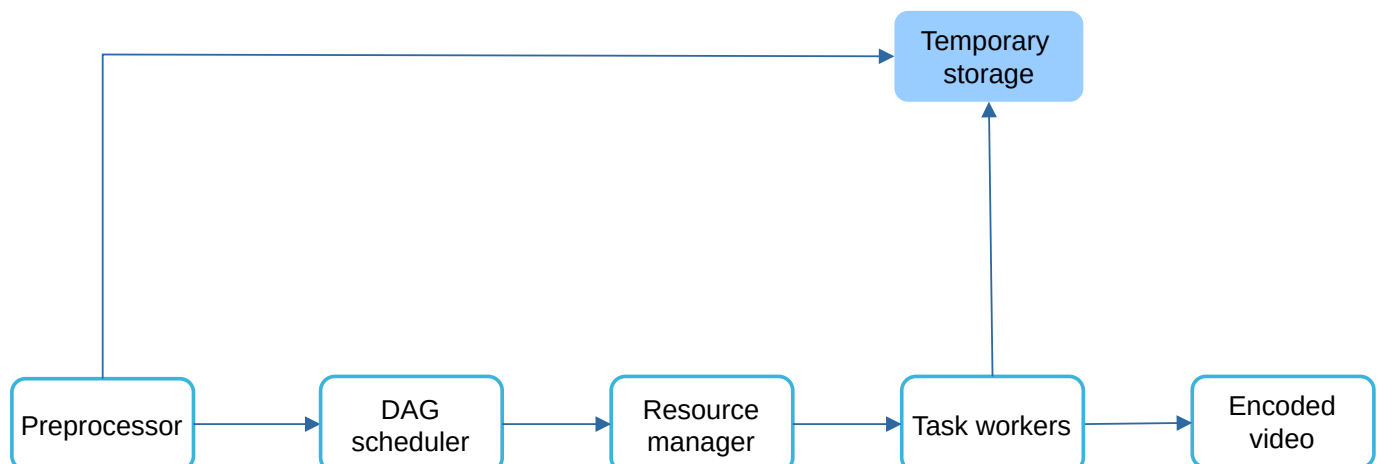 Temporary
storage
Preprocessor
DAG
scheduler
Resource
manager
Task workers
Encoded
video